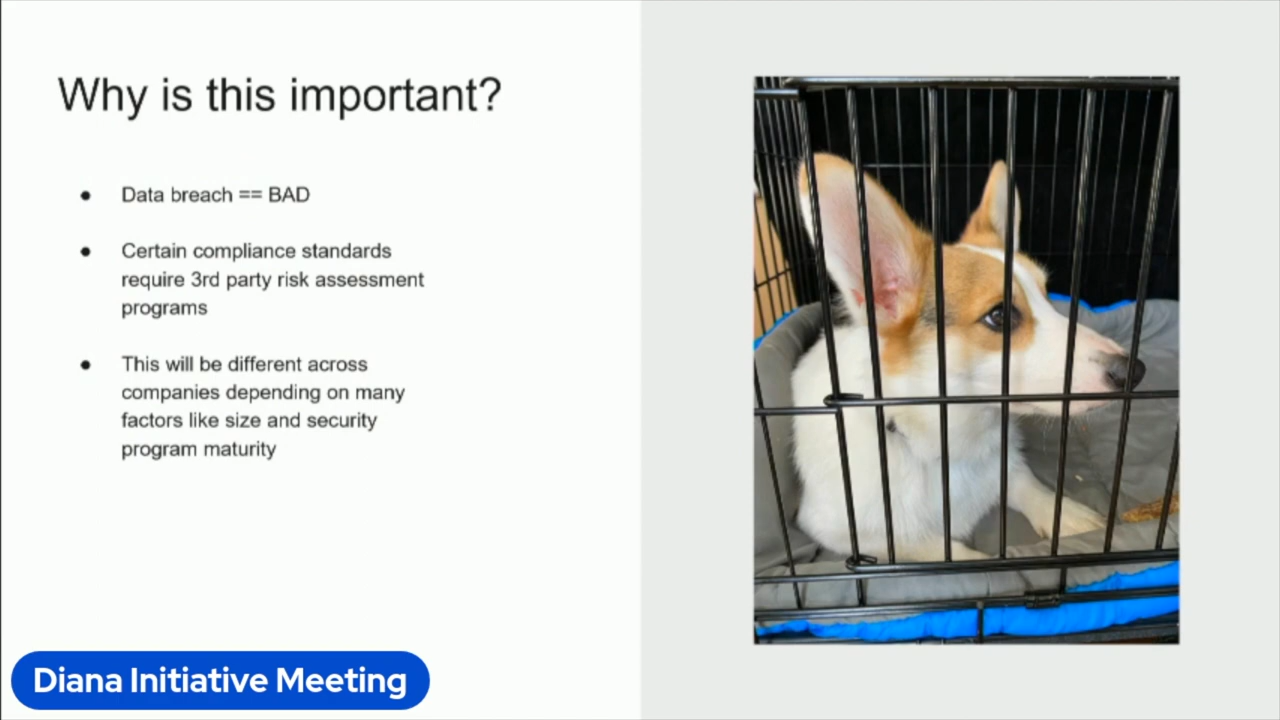 Why is this important?
● Data breach == BAD
● Certain compliance standards
require 3rd party risk assessment
programs
● This will be different across
companies depending on many
factors like size and security
program maturity
Diana Initiative Meeting